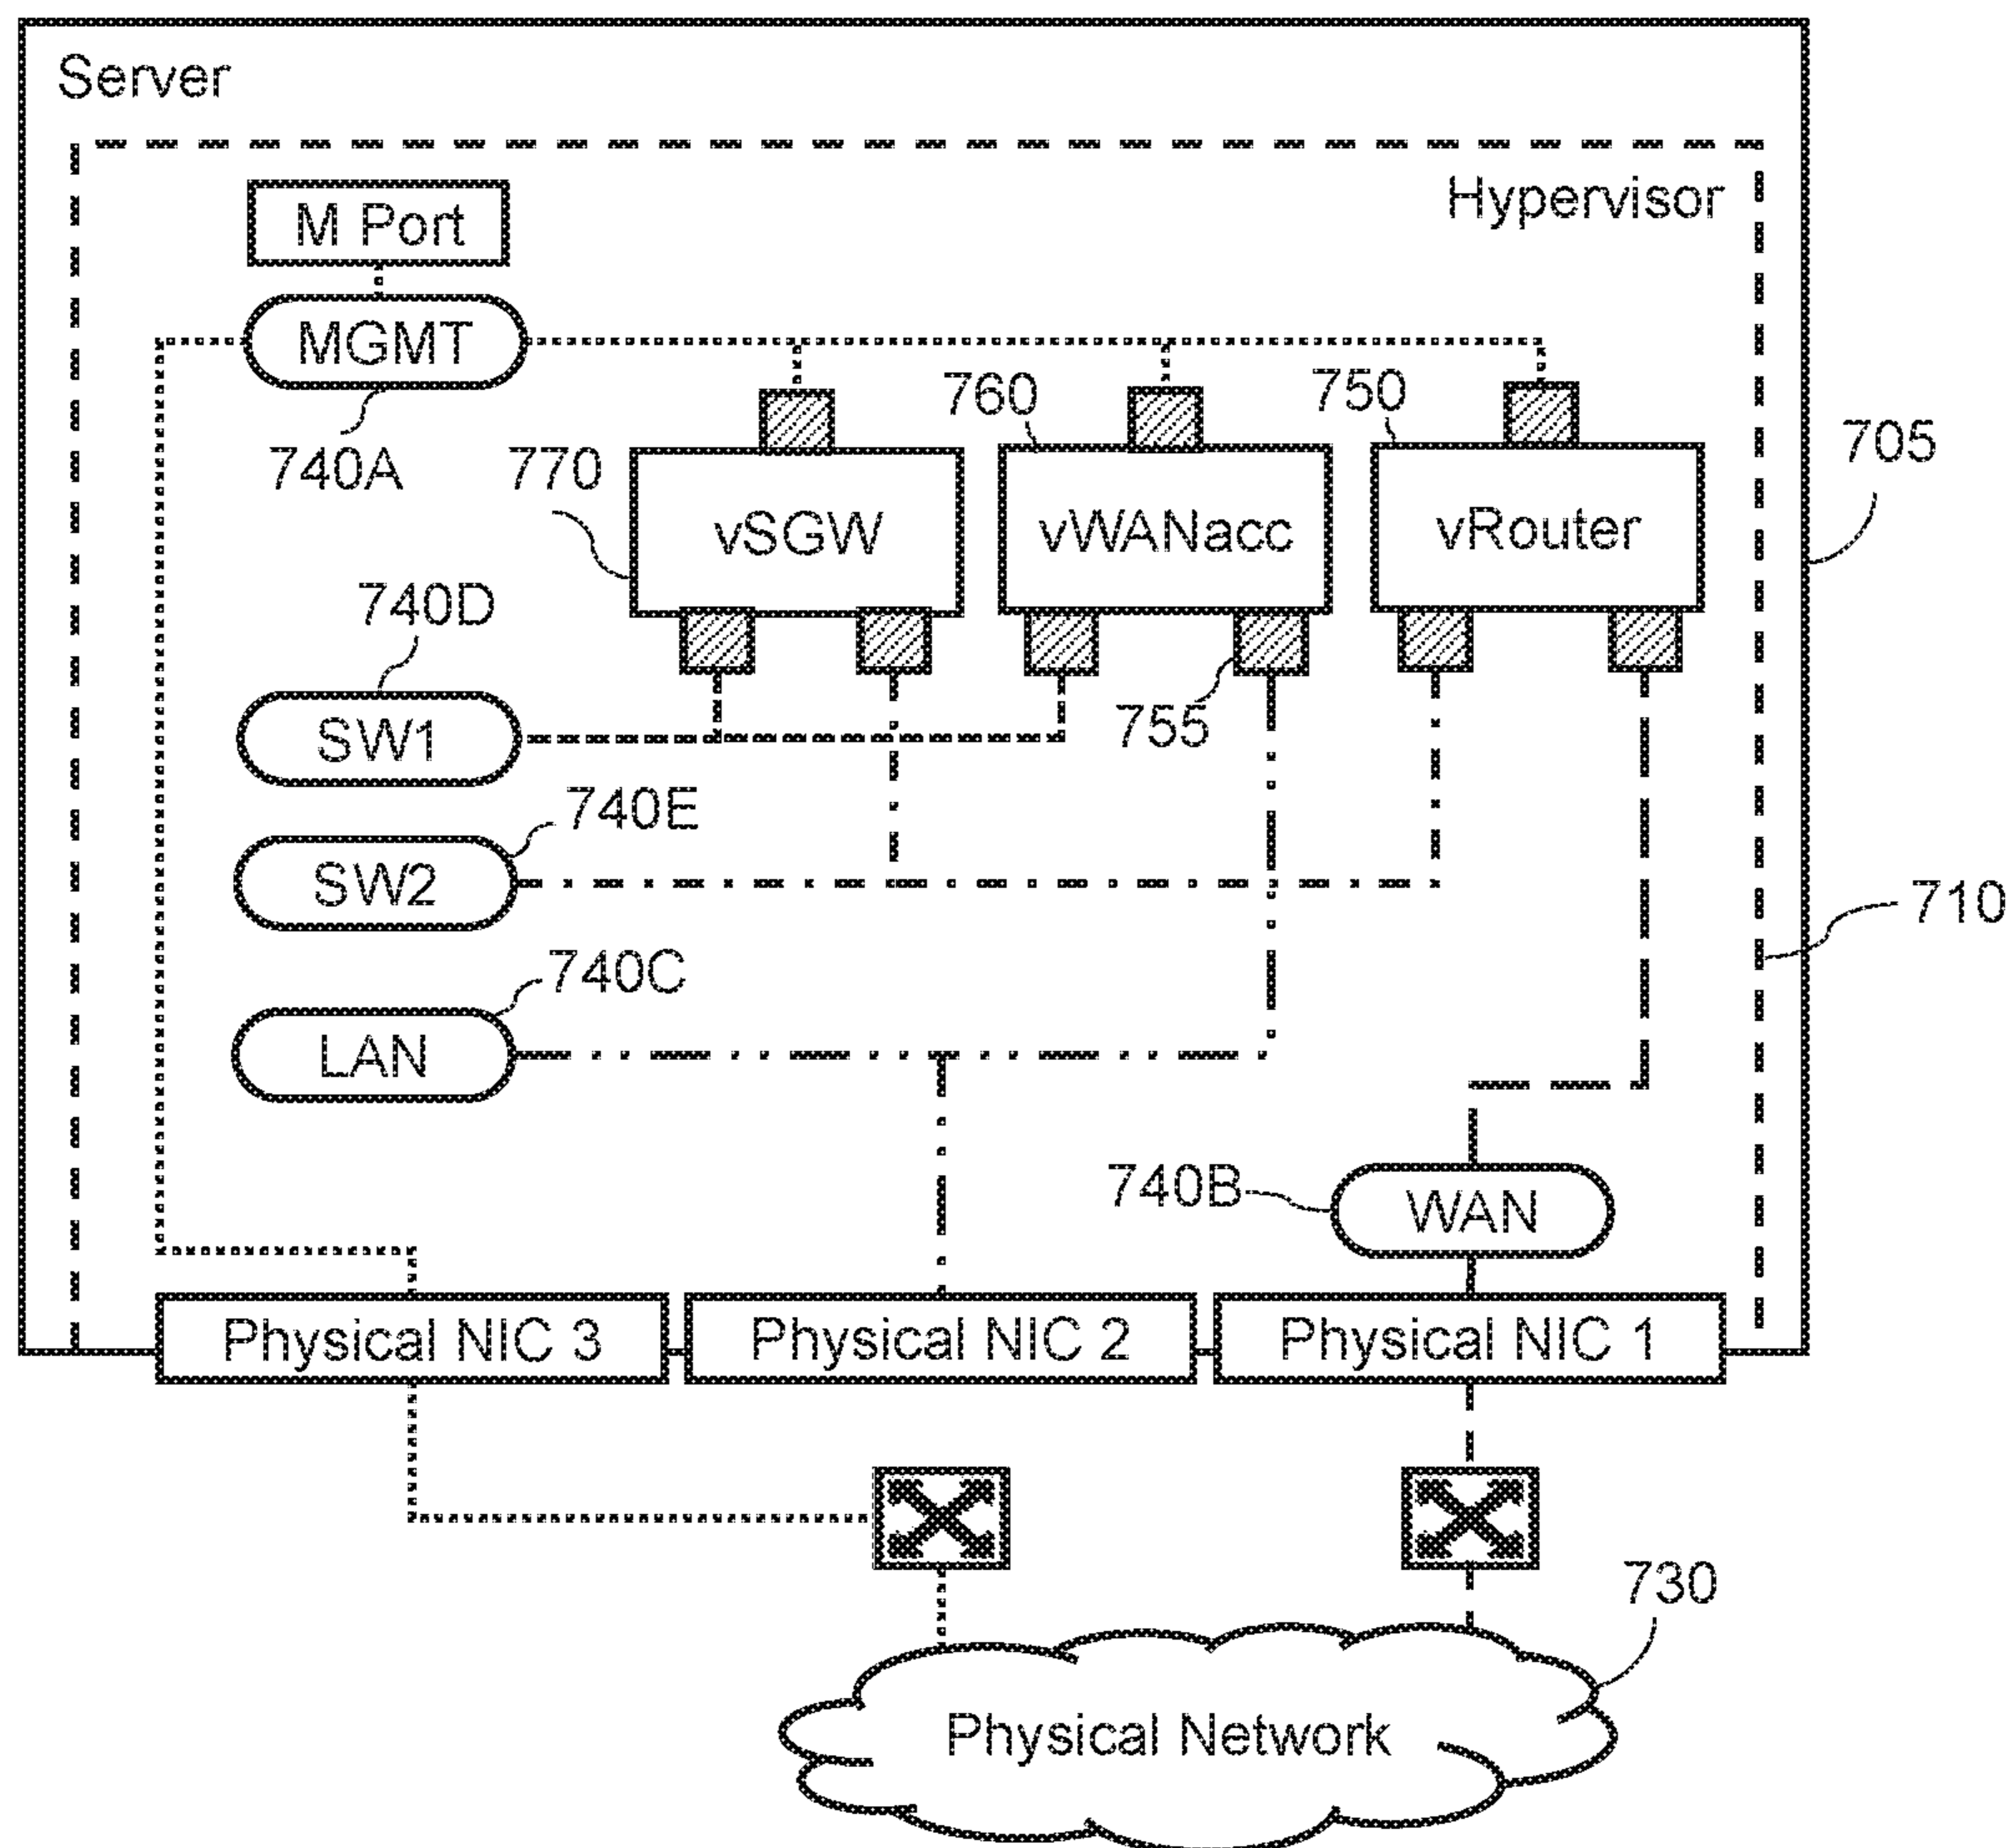 Server
Hypervisor
M Port
MGMT
740A
770
760
750
705
vSGW
vWANacc
vRouter
740D
SW1
755
740E
SW2
710
740C
LAN
740B
WAN
Physical NIC 3
Physical NIC 2
Physical NIC 1
730
Physical Network